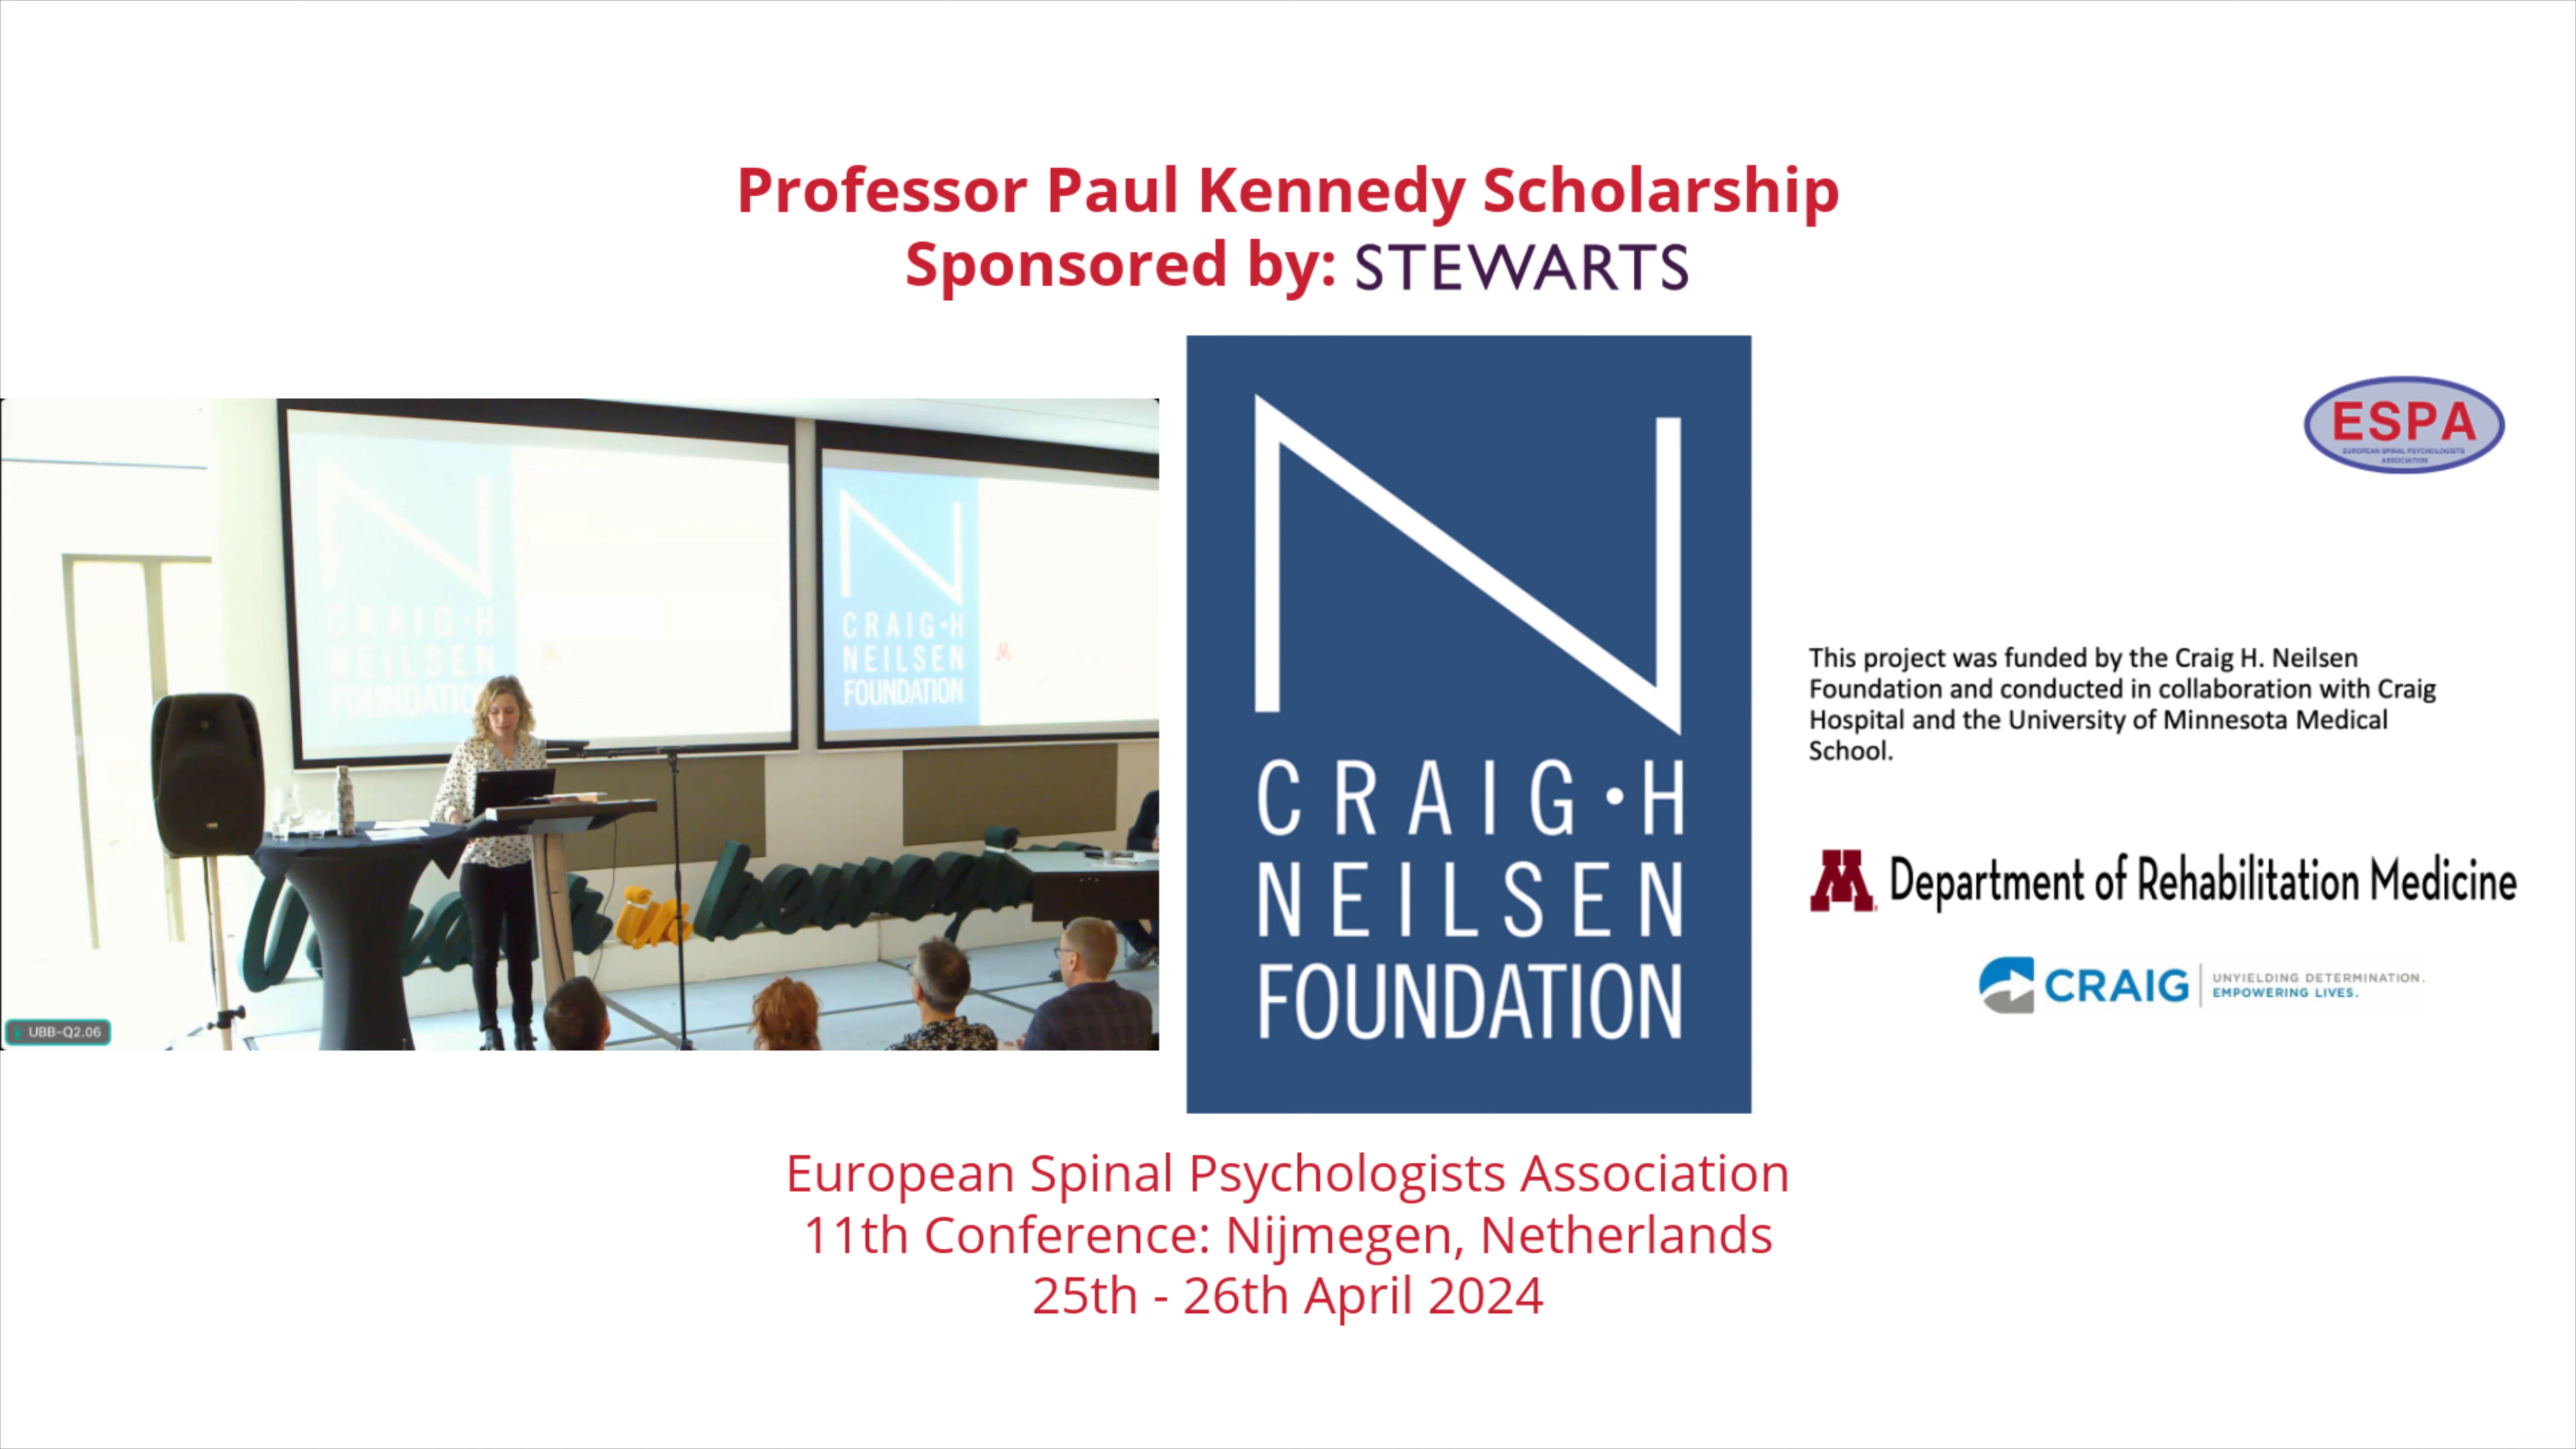 Professor Paul Kennedy Scholarship
Sponsored by: STEWARTS
CRAIG·H
NEILSEN
FOUNDATION
CRAIG·H
NEILSEN
FOUNDATION
in beweging
UBB-Q2.06
CRAIG·H
NEILSEN
FOUNDATION
ESPA
EUROPEAN SPINAL PSYCHOLOGISTS
ASSOCIATION
This project was funded by the Craig H. Neilsen
Foundation and conducted in collaboration with Craig
Hospital and the University of Minnesota Medical
School.
M Department of Rehabilitation Medicine
CRAIG UNYIELDING DETERMINATION.
EMPOWERING LIVES.
European Spinal Psychologists Association
11th Conference: Nijmegen, Netherlands
25th - 26th April 2024